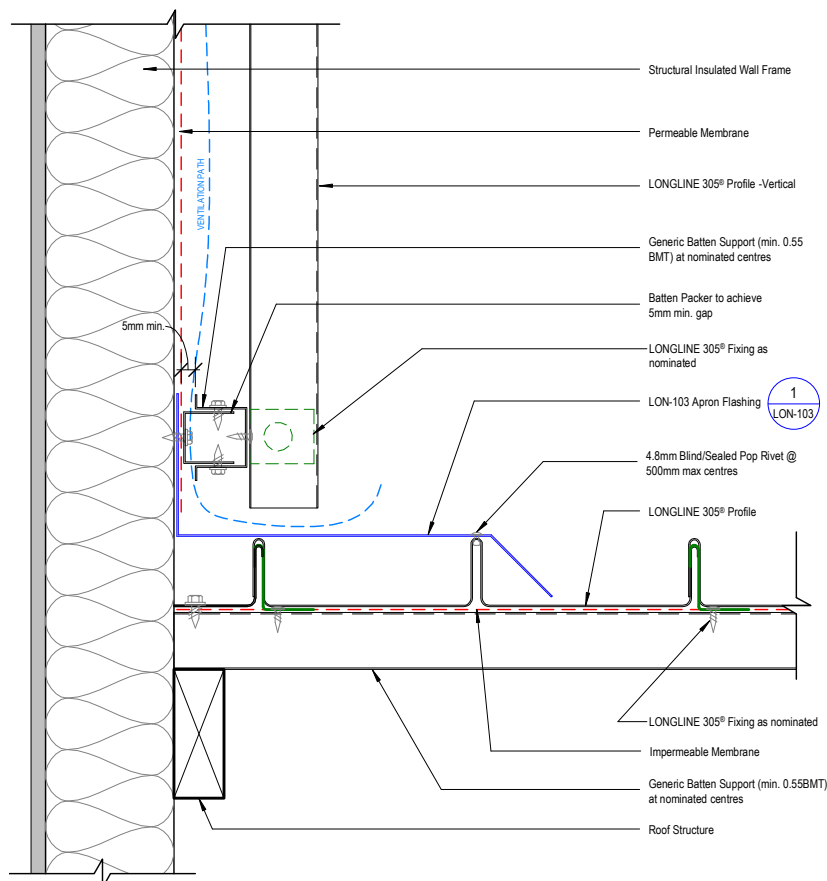 Structural Insulated Wall Frame
Permeable Membrane
VENTILATION PATH
LONGLINE 305® Profile -Vertical
Generic Batten Support (min. 0.55
BMT) at nominated centres
Batten Packer to achieve
5mm min. gap
5mm min.
LONGLINE 305® Fixing as
nominated
LON-103 Apron Flashing
1
LON-103
4.8mm Blind/Sealed Pop Rivet @
500mm max centres
LONGLINE 305® Profile
LONGLINE 305® Fixing as nominated
Impermeable Membrane
Generic Batten Support (min. 0.55BMT)
at nominated centres
Roof Structure